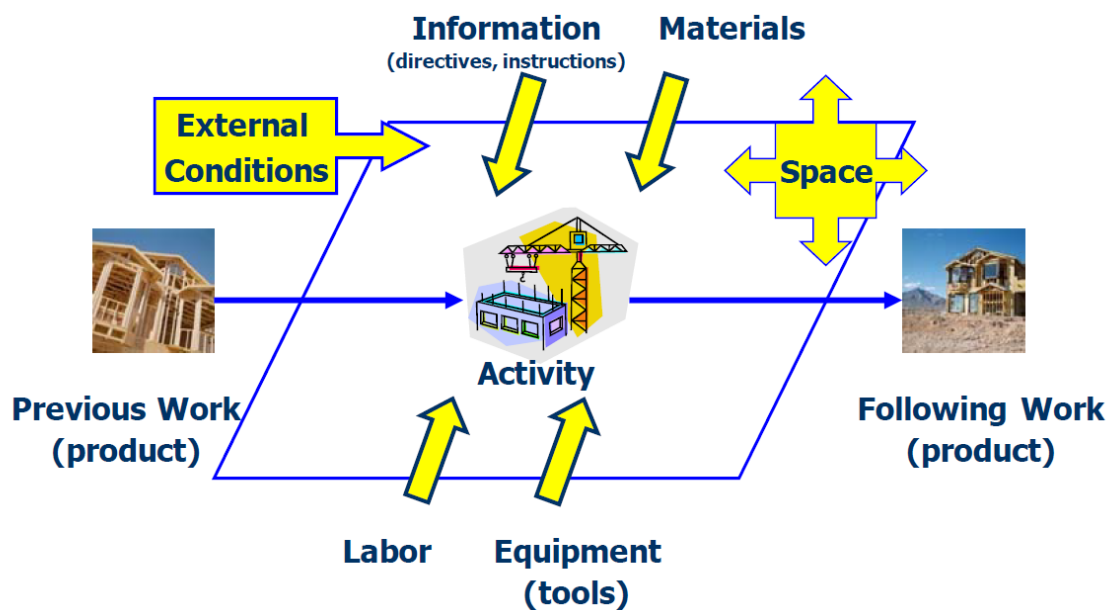 Information
(directives, instructions)
Materials
External
Conditions
Space
Activity
Previous Work
(product)
Following Work
(product)
Labor
Equipment
(tools)